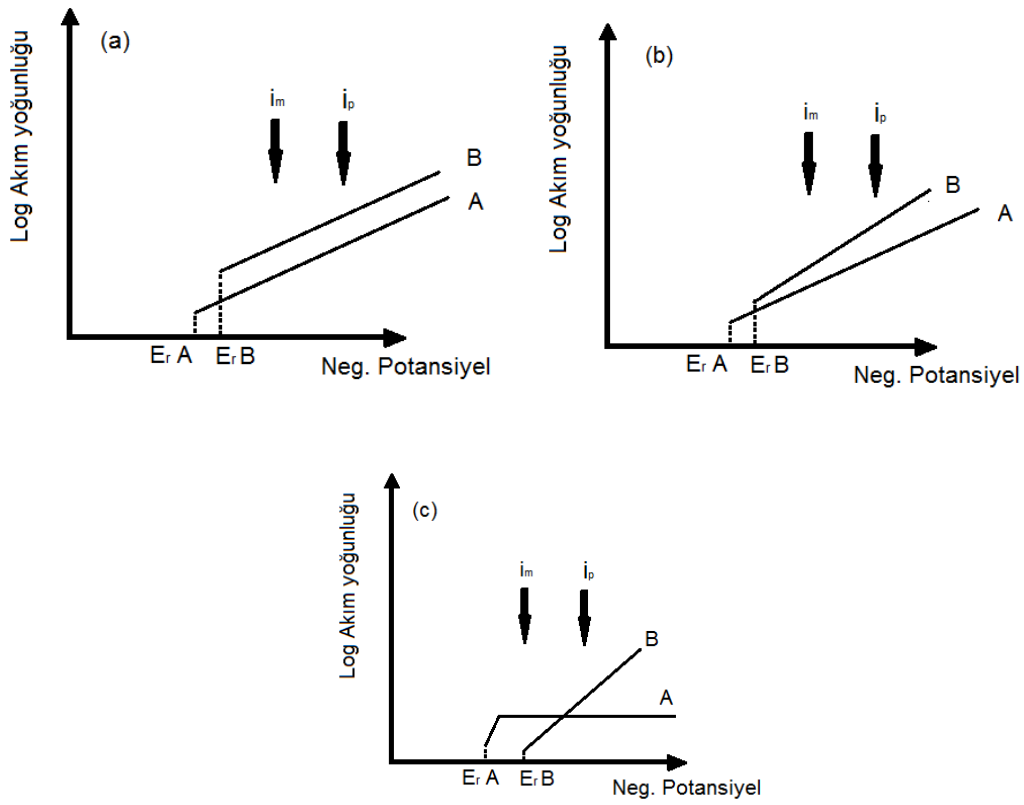 (a)
Log Akım yoğunluğu
im
ip
B
A
Er A
Er B
Neg. Potansiyel
(b)
Log Akım yoğunluğu
im
ip
B
A
Er A
Er B
Neg. Potansiyel
(c)
Log Akım yoğunluğu
im
ip
B
A
Er A
Er B
Neg. Potansiyel